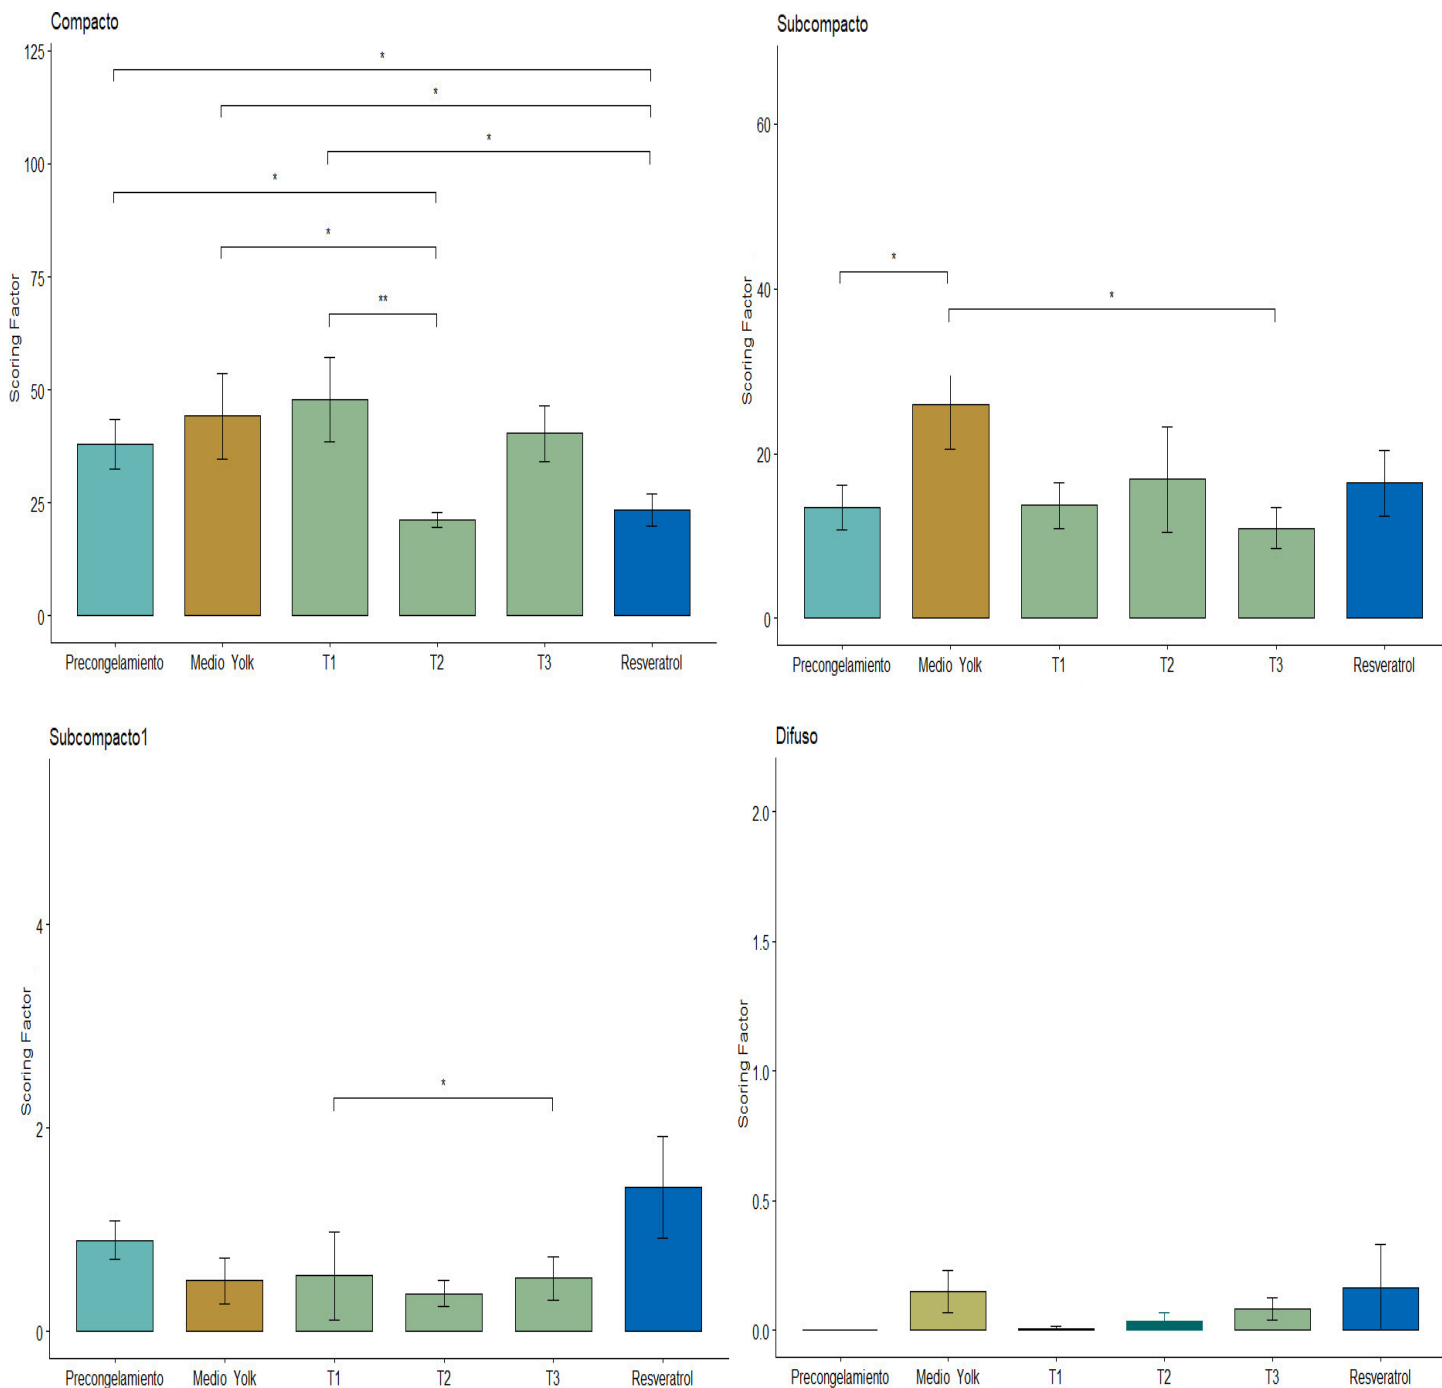 Compacto
125
100
75
50
25
0
Scoring Factor
*
*
*
*
*
**
Precongelamiento Medio Yolk T1 T2 T3 Resveratrol
Subcompacto
60
40
20
0
Scoring Factor
*
*
Precongelamiento Medio Yolk T1 T2 T3 Resveratrol
Subcompacto1
4
2
0
Scoring Factor
*
Precongelamiento Medio Yolk T1 T2 T3 Resveratrol
Difuso
2.0
1.5
1.0
0.5
0.0
Scoring Factor
Precongelamiento Medio Yolk T1 T2 T3 Resveratrol